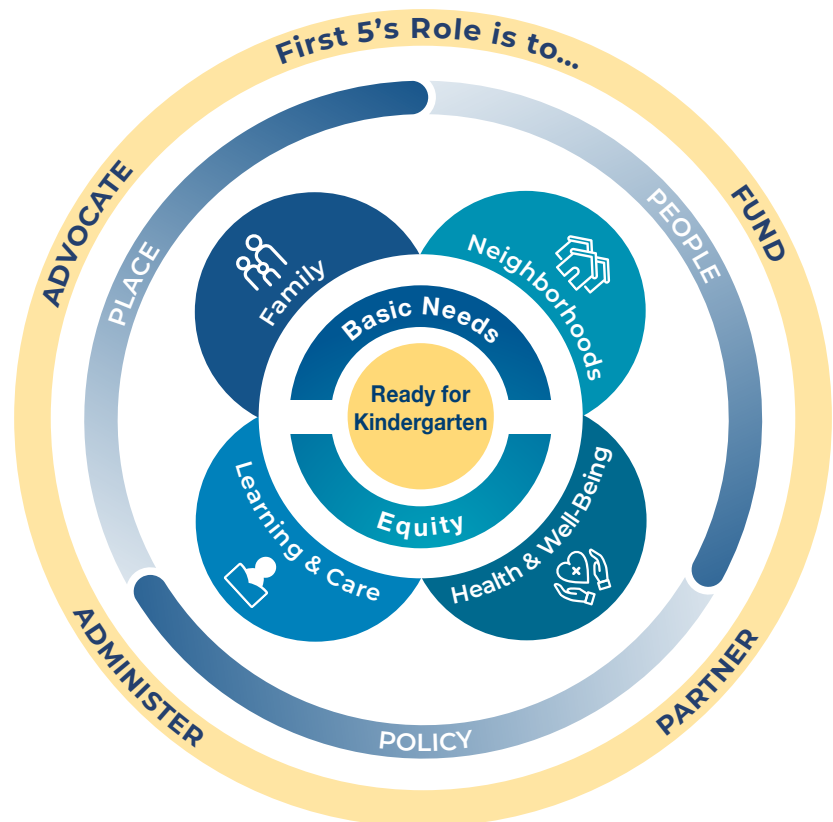 First 5's Role is to...
ADVOCATE
FUND
PLACE
PEOPLE
Family
Neighborhoods
Basic Needs
Ready for
Kindergarten
Equity
Learning & Care
Health & Well-Being
ADMINISTER
PARTNER
POLICY